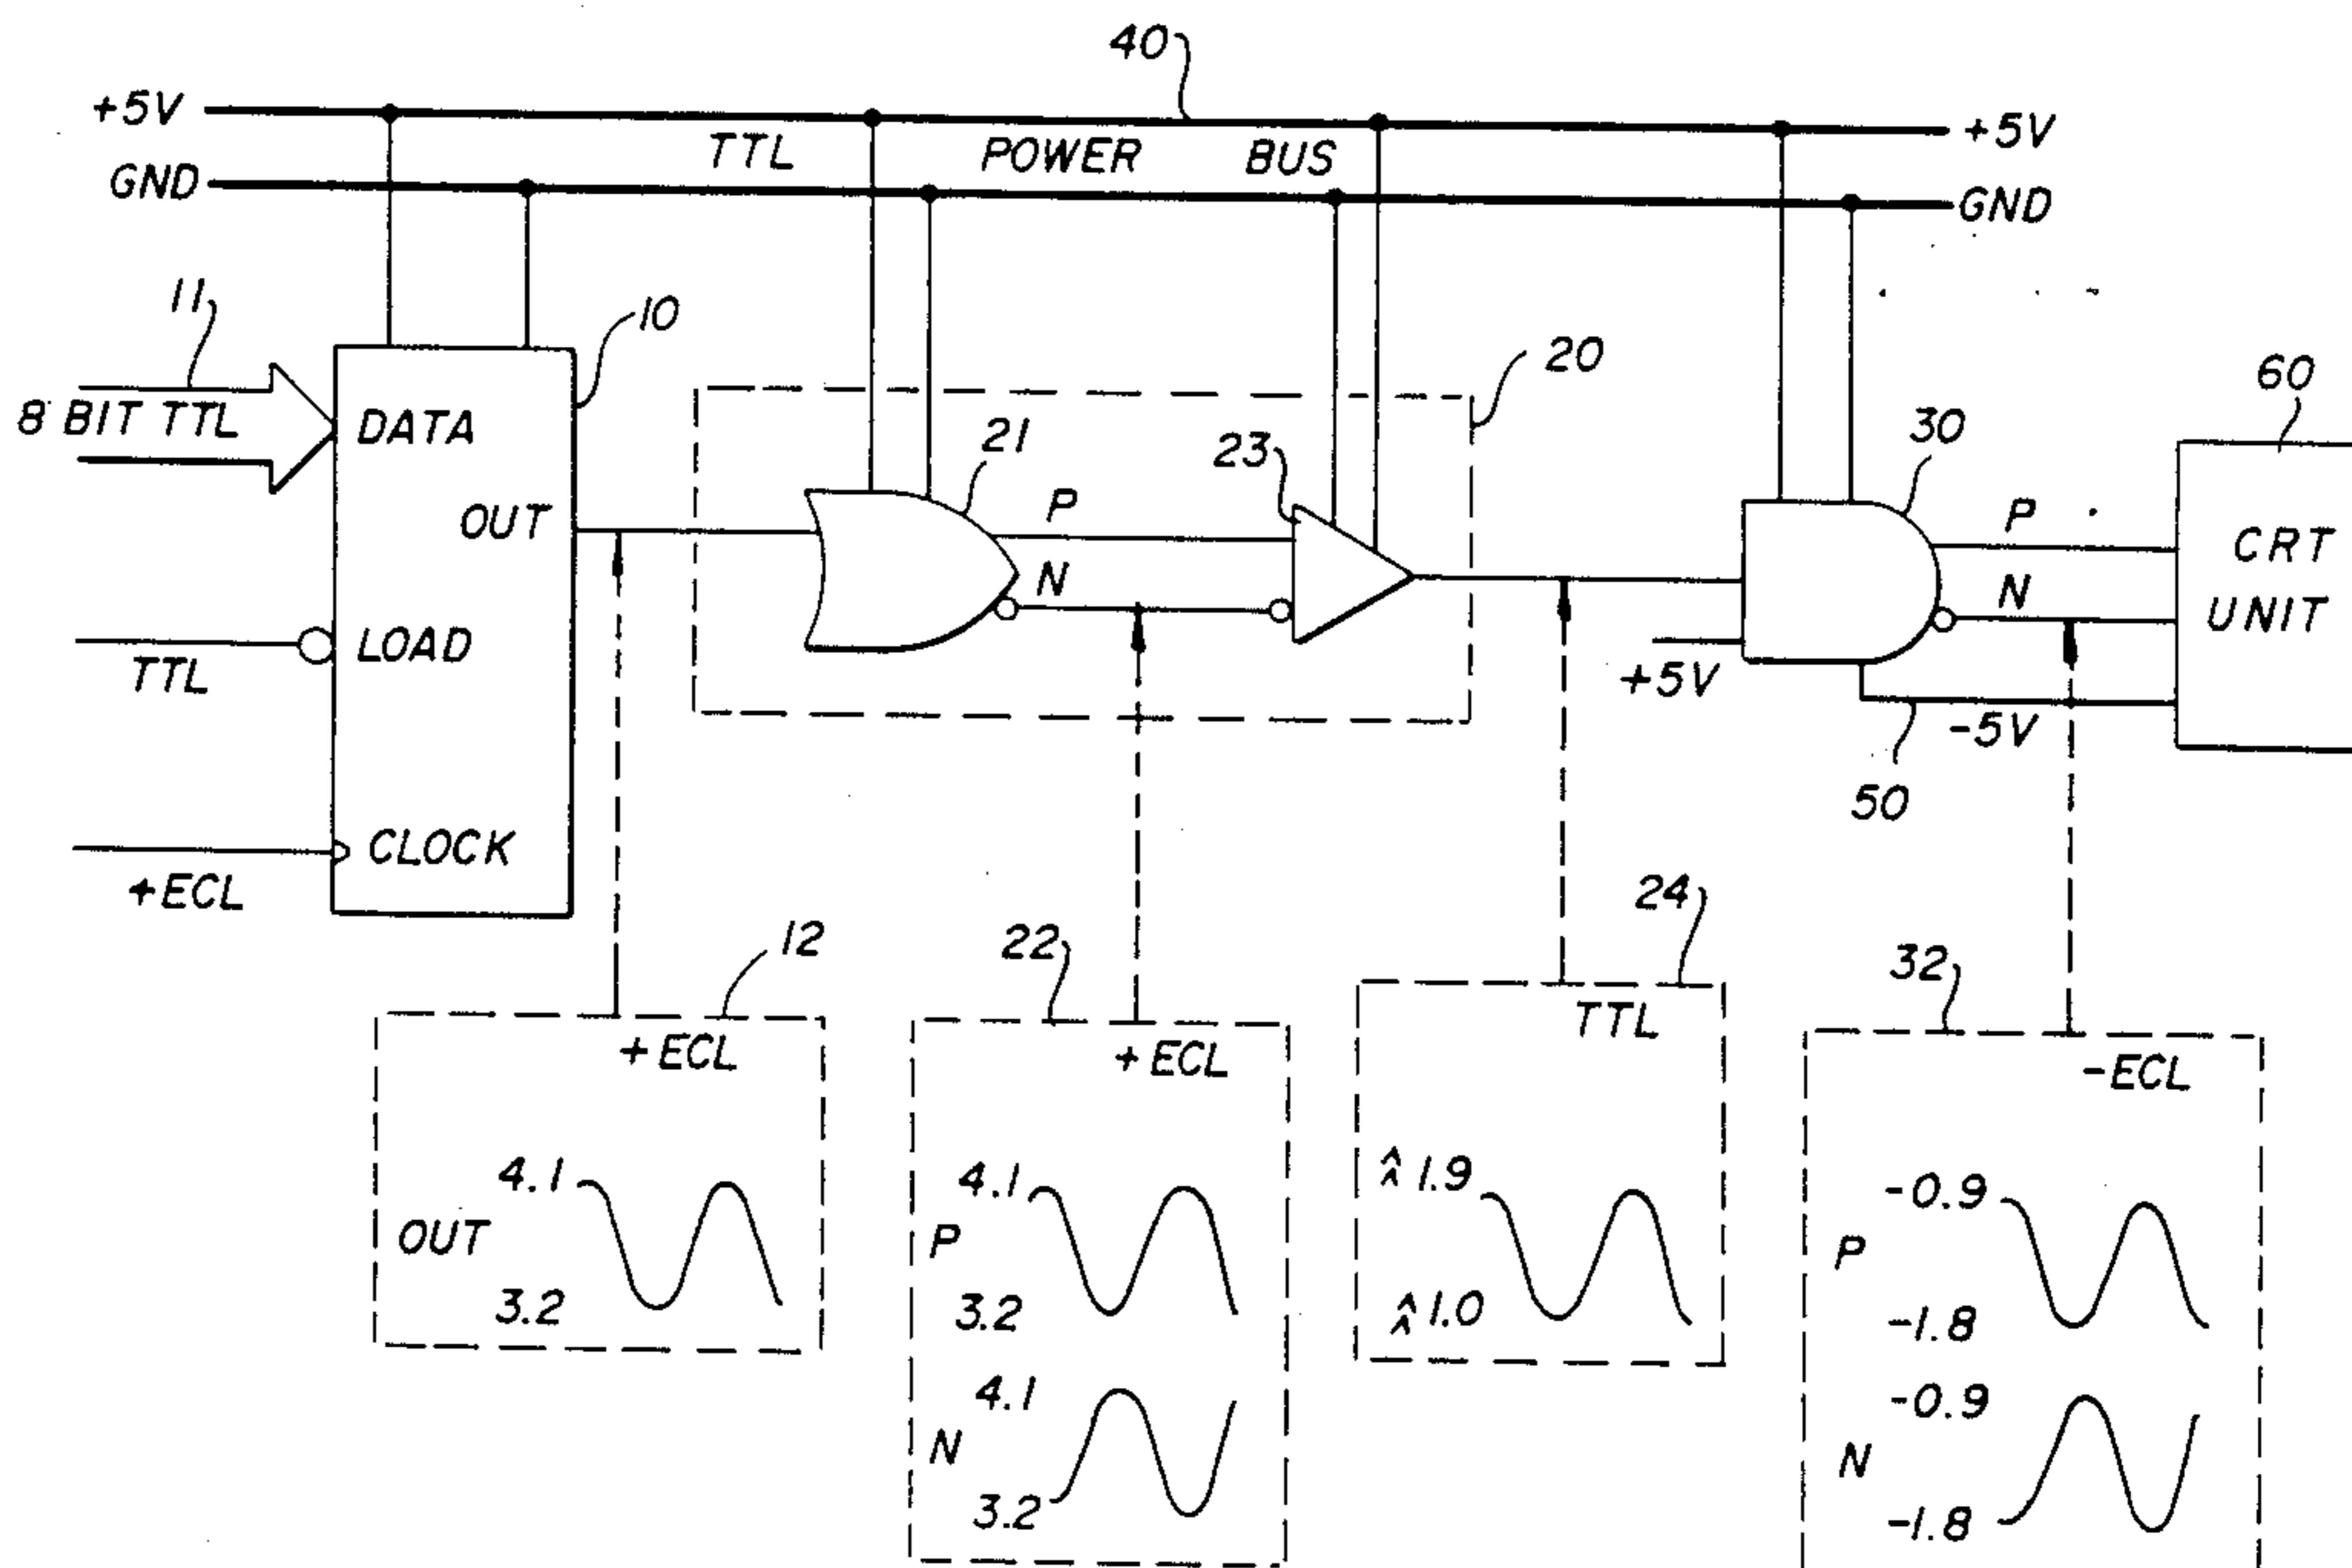 40
+5V
+5V
TTL POWER BUS
GND
GND
11
10
20
60
8 BIT TTL
DATA
21
23
30
P
P
OUT
CRT
N
N
UNIT
LOAD
TTL
+5V
-5V
50
CLOCK
+ECL
24
12
22
32
TTL
+ECL
+ECL
-ECL
4.1
4.1
1.9
-0.9
OUT
P
P
3.2
3.2
1.0
-1.8
4.1
-0.9
N
N
3.2
-1.8